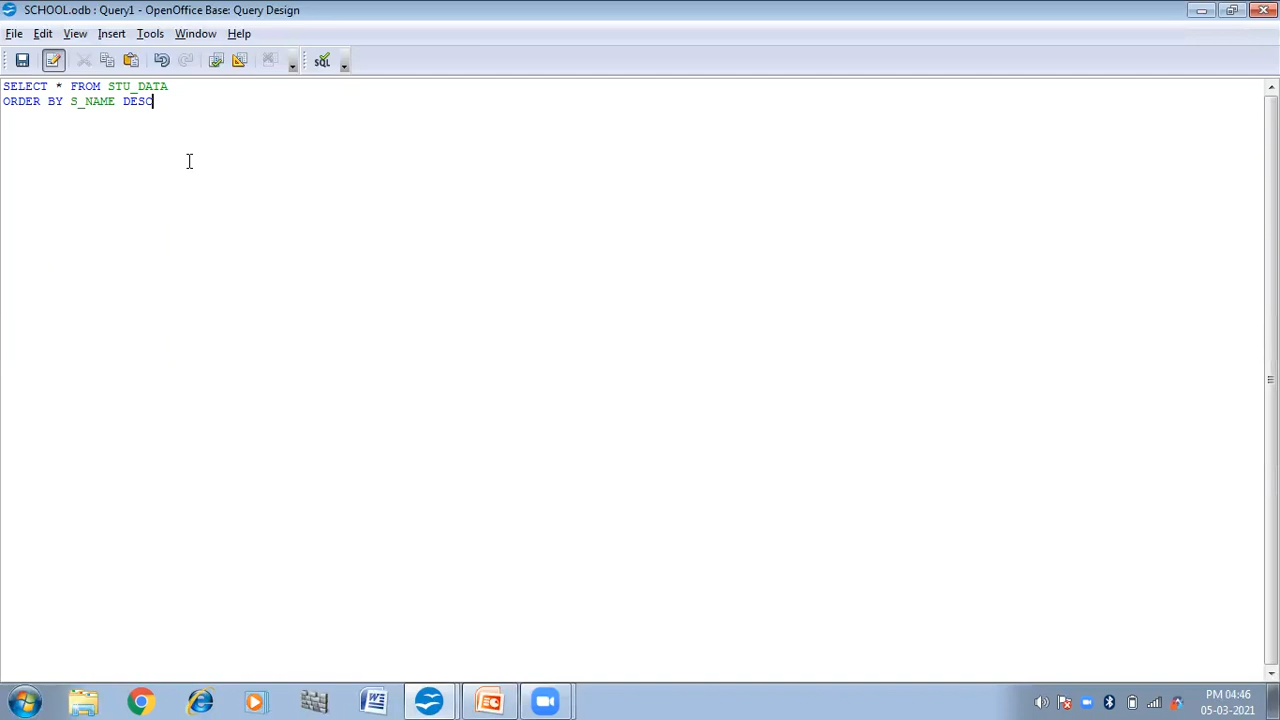 SCHOOL.odb : Query1 - OpenOffice Base: Query Design
File Edit View Insert Tools Window Help
SQL
SELECT * FROM STU_DATA
ORDER BY S_NAME DESC
PM 04:46
05-03-2021